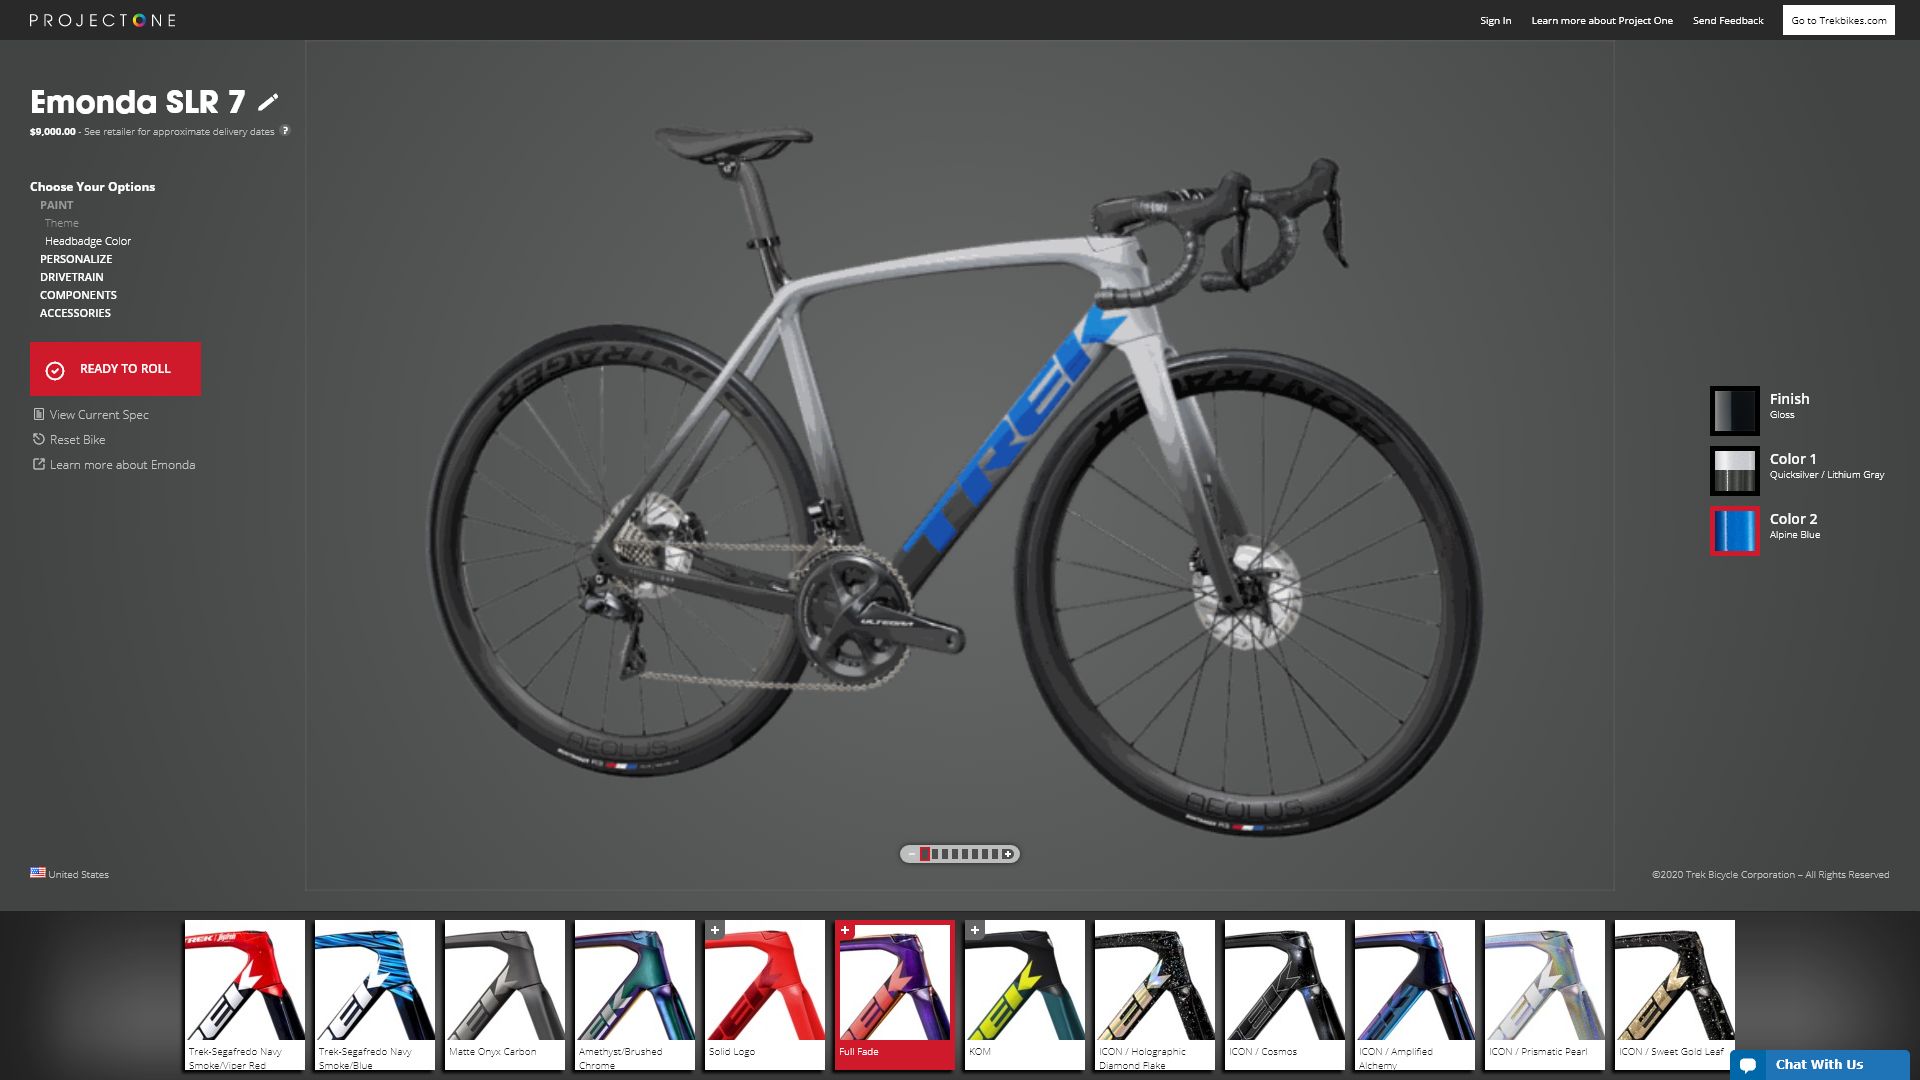 PROJECTONE
Sign In
Learn more about Project One
Send Feedback
Go to Trekbikes.com
Emonda SLR 7
$9,000.00 - See retailer for approximate delivery dates ?
Choose Your Options
PAINT
Theme
Headbadge Color
PERSONALIZE
DRIVETRAIN
COMPONENTS
ACCESSORIES
READY TO ROLL
View Current Spec
Reset Bike
Learn more about Emonda
BONTRAGER
TREK
ULTEGRA
AEOLUS
BONTRAGER
AEOLUS
Finish
Gloss
Color 1
Quicksilver / Lithium Gray
Color 2
Alpine Blue
United States
©2020 Trek Bicycle Corporation – All Rights Reserved
Trek-Segafredo Navy
Smoke/Viper Red
Trek-Segafredo Navy
Smoke/Blue
Matte Onyx Carbon
Amethyst/Brushed
Chrome
Solid Logo
Full Fade
KOM
ICON / Holographic
Diamond Flake
ICON / Cosmos
ICON / Amplified
Alchemy
ICON / Prismatic Pearl
ICON / Sweet Gold Leaf
Chat With Us